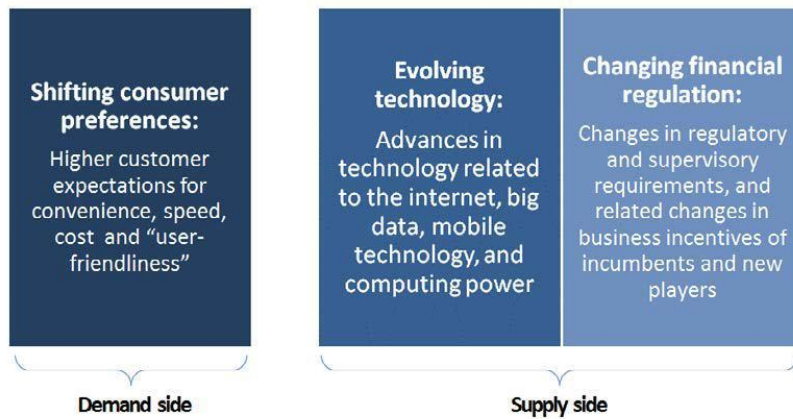 Shifting consumer
preferences:
Higher customer
expectations for
convenience, speed,
cost and “user-
friendliness”
Evolving
technology:
Advances in
technology related
to the internet, big
data, mobile
technology, and
computing power
Changing financial
regulation:
Changes in regulatory
and supervisory
requirements, and
related changes in
business incentives of
incumbents and new
players
Demand side
Supply side